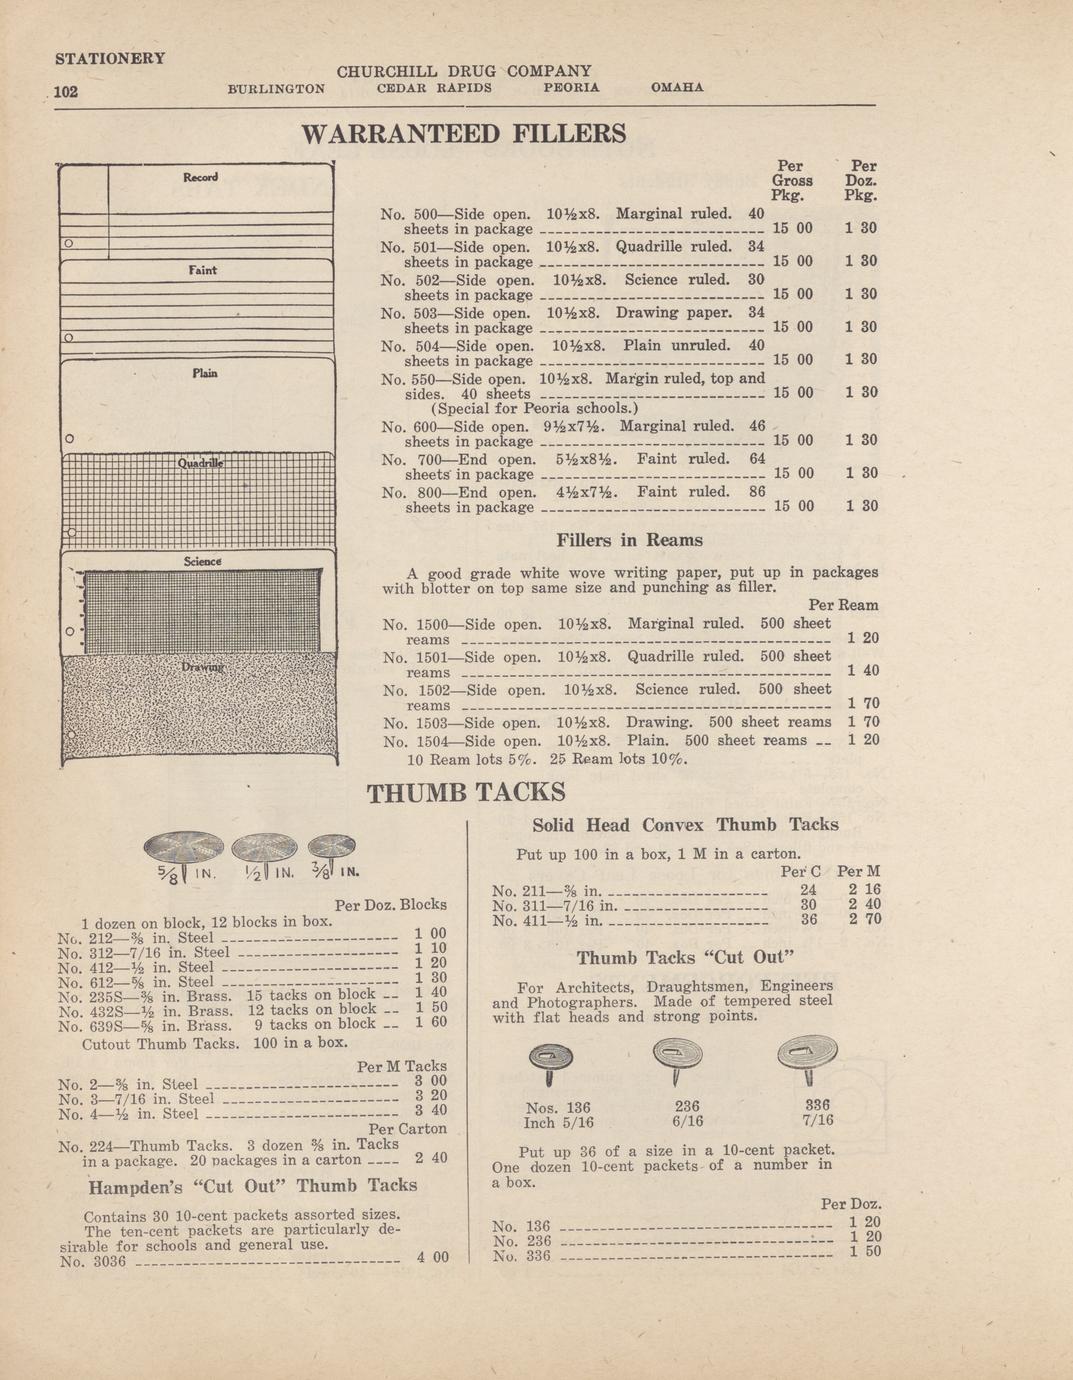 STATIONERY
CHURCHILL DRUG COMPANY
102 BURLINGTON CEDAR RAPIDS PEORIA OMAHA
WARRANTEED FILLERS
Record
Faint
Plain
Quadrille
Science
Drawing
Per Per
Gross Doz.
Pkg. Pkg.
No. 500—Side open. 10½x8. Marginal ruled. 40
sheets in package 15 00 1 30
No. 501—Side open. 10½x8. Quadrille ruled. 34
sheets in package 15 00 1 30
No. 502—Side open. 10½x8. Science ruled. 30
sheets in package 15 00 1 30
No. 503—Side open. 10½x8. Drawing paper. 34
sheets in package 15 00 1 30
No. 504—Side open. 10½x8. Plain unruled. 40
sheets in package 15 00 1 30
No. 550—Side open. 10½x8. Margin ruled, top and
sides. 40 sheets 15 00 1 30
(Special for Peoria schools.)
No. 600—Side open. 9½x7½. Marginal ruled. 46
sheets in package 15 00 1 30
No. 700—End open. 5½x8½. Faint ruled. 64
sheets in package 15 00 1 30
No. 800—End open. 4½x7½. Faint ruled. 86
sheets in package 15 00 1 30
Fillers in Reams
A good grade white wove writing paper, put up in packages
with blotter on top same size and punching as filler.
Per Ream
No. 1500—Side open. 10½x8. Marginal ruled. 500 sheet
reams 1 20
No. 1501—Side open. 10½x8. Quadrille ruled. 500 sheet
reams 1 40
No. 1502—Side open. 10½x8. Science ruled. 500 sheet
reams 1 70
No. 1503—Side open. 10½x8. Drawing. 500 sheet reams 1 70
No. 1504—Side open. 10½x8. Plain. 500 sheet reams 1 20
10 Ream lots 5%. 25 Ream lots 10%.
THUMB TACKS
5/8 IN. 1/2 IN. 3/8 IN.
Per Doz. Blocks
1 dozen on block, 12 blocks in box.
No. 212—⅜ in. Steel 1 00
No. 312—7/16 in. Steel 1 10
No. 412—½ in. Steel 1 20
No. 612—⅝ in. Steel 1 30
No. 235S—⅜ in. Brass. 15 tacks on block 1 40
No. 432S—½ in. Brass. 12 tacks on block 1 50
No. 639S—⅝ in. Brass. 9 tacks on block 1 60
Cutout Thumb Tacks. 100 in a box.
Per M Tacks
No. 2—⅜ in. Steel 3 00
No. 3—7/16 in. Steel 3 20
No. 4—½ in. Steel 3 40
Per Carton
No. 224—Thumb Tacks. 3 dozen ⅜ in. Tacks
in a package. 20 packages in a carton 2 40
Hampden's “Cut Out” Thumb Tacks
Contains 30 10-cent packets assorted sizes.
The ten-cent packets are particularly de-
sirable for schools and general use.
No. 3036 4 00
Solid Head Convex Thumb Tacks
Put up 100 in a box, 1 M in a carton.
Per C Per M
No. 211—⅜ in. 24 2 16
No. 311—7/16 in. 30 2 40
No. 411—½ in. 36 2 70
Thumb Tacks “Cut Out”
For Architects, Draughtsmen, Engineers
and Photographers. Made of tempered steel
with flat heads and strong points.
Nos. 136 236 336
Inch 5/16 6/16 7/16
Put up 36 of a size in a 10-cent packet.
One dozen 10-cent packets of a number in
a box.
Per Doz.
No. 136 1 20
No. 236 1 20
No. 336 1 50